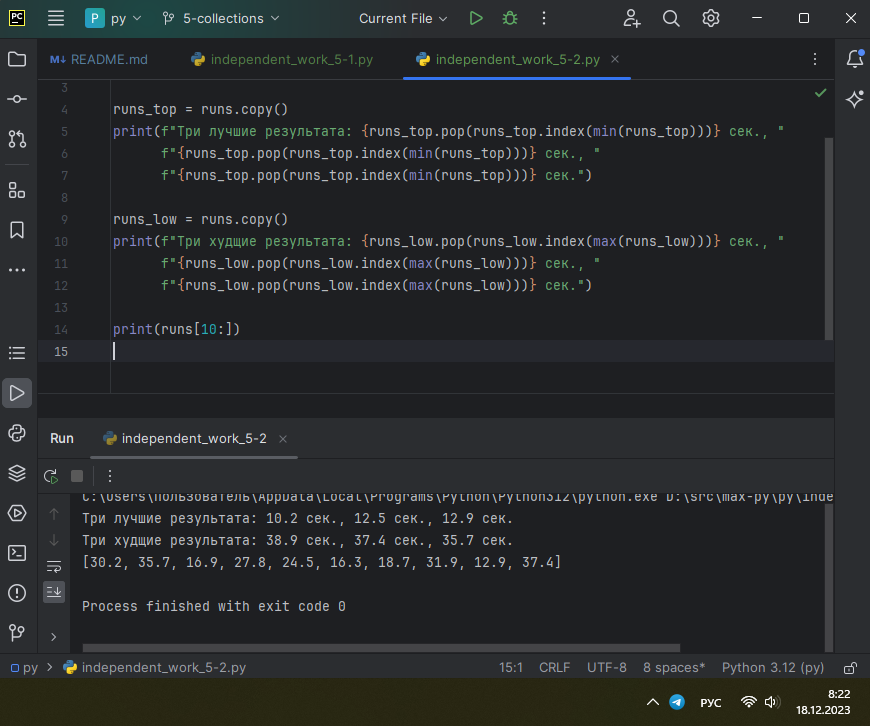 PC P py 5-collections Current File
README.md independent_work_5-1.py independent_work_5-2.py
3
4 runs_top = runs.copy()
5 print(f"Три лучшие результата: {runs_top.pop(runs_top.index(min(runs_top)))} сек., "
6 f"{runs_top.pop(runs_top.index(min(runs_top)))} сек., "
7 f"{runs_top.pop(runs_top.index(min(runs_top)))} сек.")
8
9 runs_low = runs.copy()
10 print(f"Три худщие результата: {runs_low.pop(runs_low.index(max(runs_low)))} сек., "
11 f"{runs_low.pop(runs_low.index(max(runs_low)))} сек., "
12 f"{runs_low.pop(runs_low.index(max(runs_low)))} сек.")
13
14 print(runs[10:])
15
Run independent_work_5-2
C:\Users\Пользователь\AppData\Local\Programs\Python\Python312\python.exe D:\src\max-py\py\inde
Три лучшие результата: 10.2 сек., 12.5 сек., 12.9 сек.
Три худщие результата: 38.9 сек., 37.4 сек., 35.7 сек.
[30.2, 35.7, 16.9, 27.8, 24.5, 16.3, 18.7, 31.9, 12.9, 37.4]
Process finished with exit code 0
py > independent_work_5-2.py 15:1 CRLF UTF-8 8 spaces* Python 3.12 (py)
РУС 8:22
18.12.2023